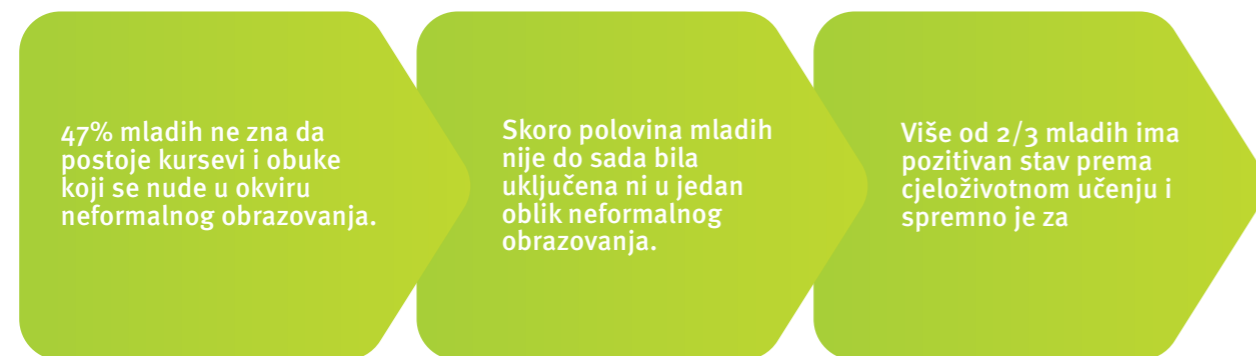 47% mladih ne zna da
postoje kursevi i obuke
koji se nude u okviru
neformalnog obrazovanja.
Skoro polovina mladih
nije do sada bila
uključena ni u jedan
oblik neformalnog
obrazovanja.
Više od 2/3 mladih ima
pozitivan stav prema
cjeloživotnom učenju i
spremno je za